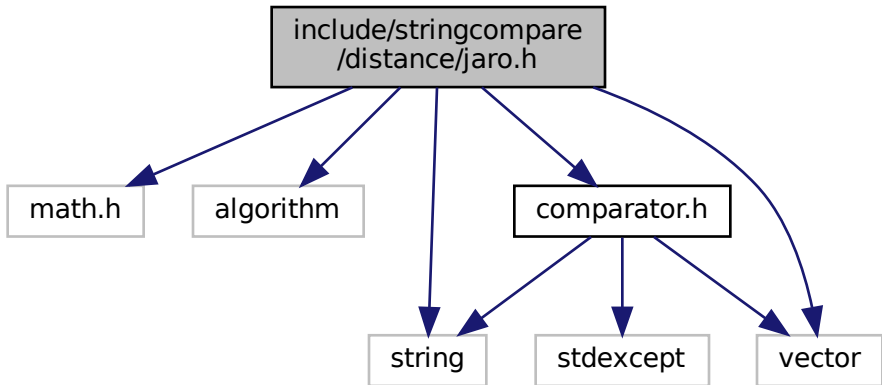 include/stringcompare
/distance/jaro.h
math.h
algorithm
comparator.h
string
stdexcept
vector